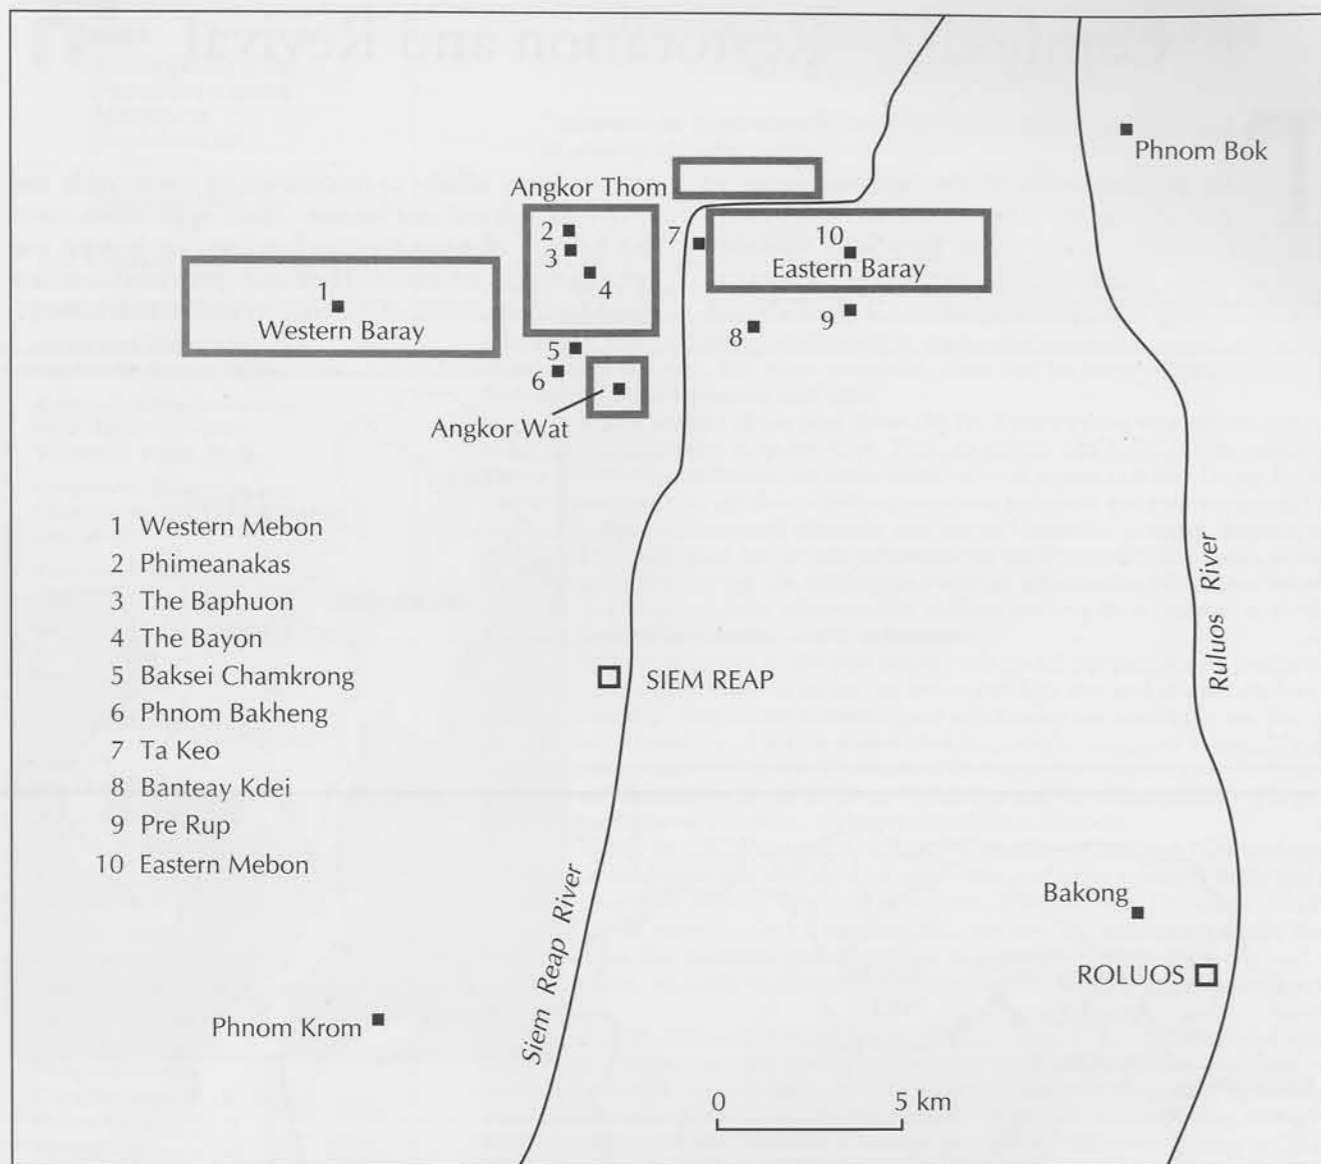 Phnom Bok
Angkor Thom
2
3
4
7
10
Eastern Baray
1
Western Baray
8
9
5
6
Angkor Wat
1 Western Mebon
2 Phimeanakas
3 The Baphuon
4 The Bayon
5 Baksei Chamkrong
6 Phnom Bakheng
7 Ta Keo
8 Banteay Kdei
9 Pre Rup
10 Eastern Mebon
Ruluos River
SIEM REAP
Siem Reap River
Bakong
ROLUOS
Phnom Krom
0 5 km